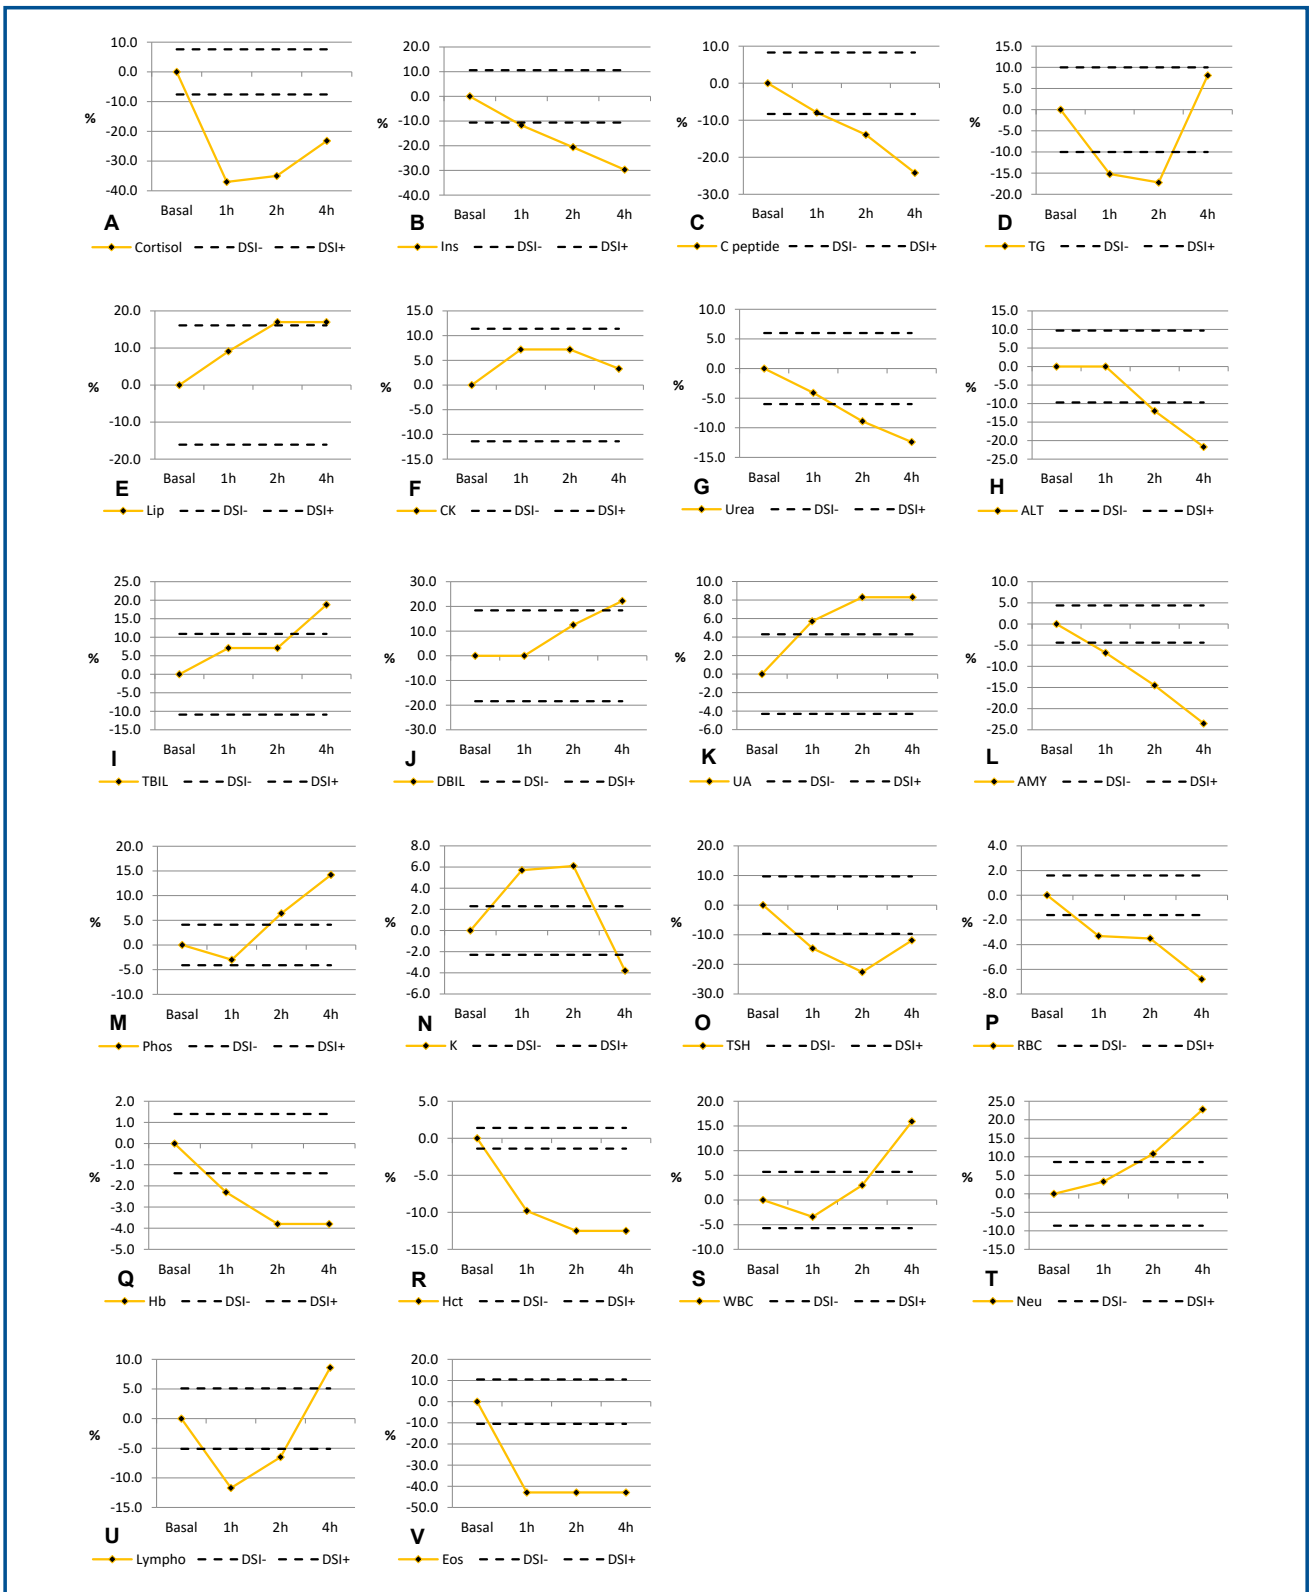 10.0
0.0
-10.0
-20.0
-30.0
-40.0
%
Basal 1h 2h 4h
A
Cortisol DSI- DSI+
20.0
10.0
0.0
-10.0
-20.0
-30.0
-40.0
%
Basal 1h 2h 4h
B
Ins DSI- DSI+
10.0
0.0
-10.0
-20.0
-30.0
%
Basal 1h 2h 4h
C
C peptide DSI- DSI+
15.0
10.0
5.0
0.0
-5.0
-10.0
-15.0
-20.0
%
Basal 1h 2h 4h
D
TG DSI- DSI+
20.0
10.0
0.0
-10.0
-20.0
%
Basal 1h 2h 4h
E
Lip DSI- DSI+
15.0
10.0
5.0
0.0
-5.0
-10.0
-15.0
%
Basal 1h 2h 4h
F
CK DSI- DSI+
10.0
5.0
0.0
-5.0
-10.0
-15.0
%
Basal 1h 2h 4h
G
Urea DSI- DSI+
15.0
10.0
5.0
0.0
-5.0
-10.0
-15.0
-20.0
-25.0
%
Basal 1h 2h 4h
H
ALT DSI- DSI+
25.0
20.0
15.0
10.0
5.0
0.0
-5.0
-10.0
-15.0
%
Basal 1h 2h 4h
I
TBIL DSI- DSI+
30.0
20.0
10.0
0.0
-10.0
-20.0
-30.0
%
Basal 1h 2h 4h
J
DBIL DSI- DSI+
10.0
8.0
6.0
4.0
2.0
0.0
-2.0
-4.0
-6.0
%
Basal 1h 2h 4h
K
UA DSI- DSI+
10.0
5.0
0.0
-5.0
-10.0
-15.0
-20.0
-25.0
%
Basal 1h 2h 4h
L
AMY DSI- DSI+
20.0
15.0
10.0
5.0
0.0
-5.0
-10.0
%
Basal 1h 2h 4h
M
Phos DSI- DSI+
8.0
6.0
4.0
2.0
0.0
-2.0
-4.0
-6.0
%
Basal 1h 2h 4h
N
K DSI- DSI+
20.0
10.0
0.0
-10.0
-20.0
-30.0
%
Basal 1h 2h 4h
O
TSH DSI- DSI+
4.0
2.0
0.0
-2.0
-4.0
-6.0
-8.0
%
Basal 1h 2h 4h
P
RBC DSI- DSI+
2.0
1.0
0.0
-1.0
-2.0
-3.0
-4.0
-5.0
%
Basal 1h 2h 4h
Q
Hb DSI- DSI+
5.0
0.0
-5.0
-10.0
-15.0
%
Basal 1h 2h 4h
R
Hct DSI- DSI+
20.0
15.0
10.0
5.0
0.0
-5.0
-10.0
%
Basal 1h 2h 4h
S
WBC DSI- DSI+
25.0
20.0
15.0
10.0
5.0
0.0
-5.0
-10.0
-15.0
%
Basal 1h 2h 4h
T
Neu DSI- DSI+
10.0
5.0
0.0
-5.0
-10.0
-15.0
%
Basal 1h 2h 4h
U
Lympho DSI- DSI+
20.0
10.0
0.0
-10.0
-20.0
-30.0
-40.0
-50.0
%
Basal 1h 2h 4h
V
Eos DSI- DSI+